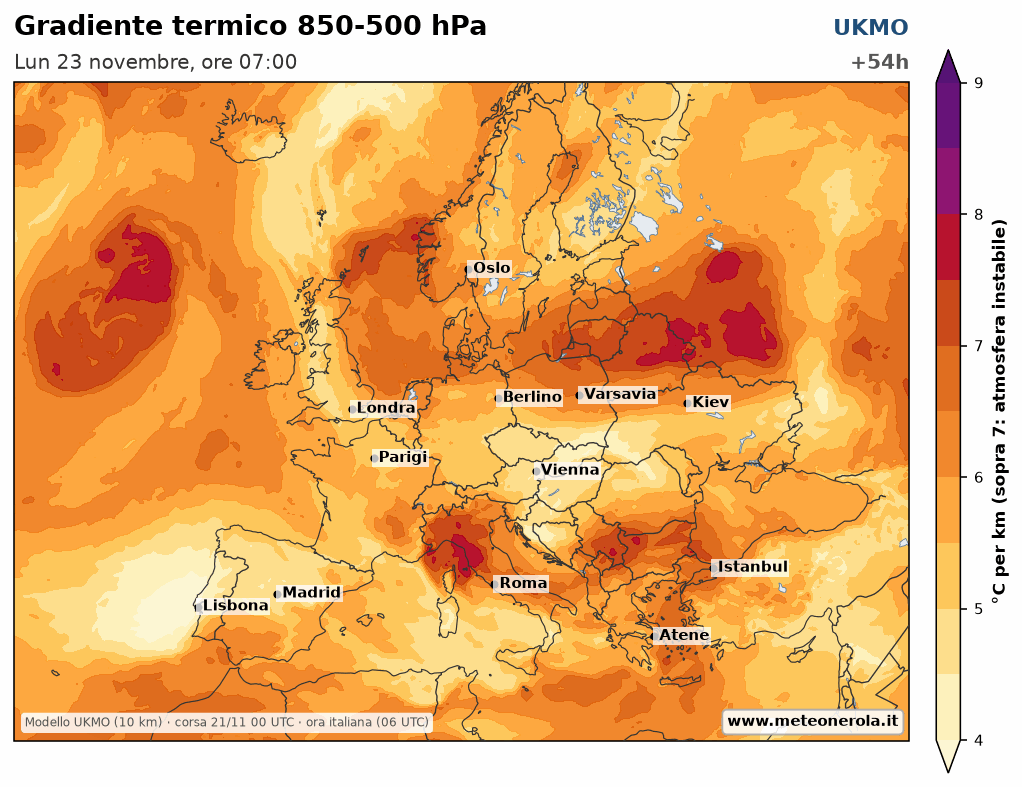 Gradiente termico 850-500 hPa
UKMO
Lun 23 novembre, ore 07:00
+54h
Oslo
Londra
Berlino
Varsavia
Kiev
Parigi
Vienna
Istanbul
Roma
Madrid
Lisbona
Atene
Modello UKMO (10 km) · corsa 21/11 00 UTC · ora italiana (06 UTC)
www.meteonerola.it
9
8
7
6
5
4
°C per km (sopra 7: atmosfera instabile)